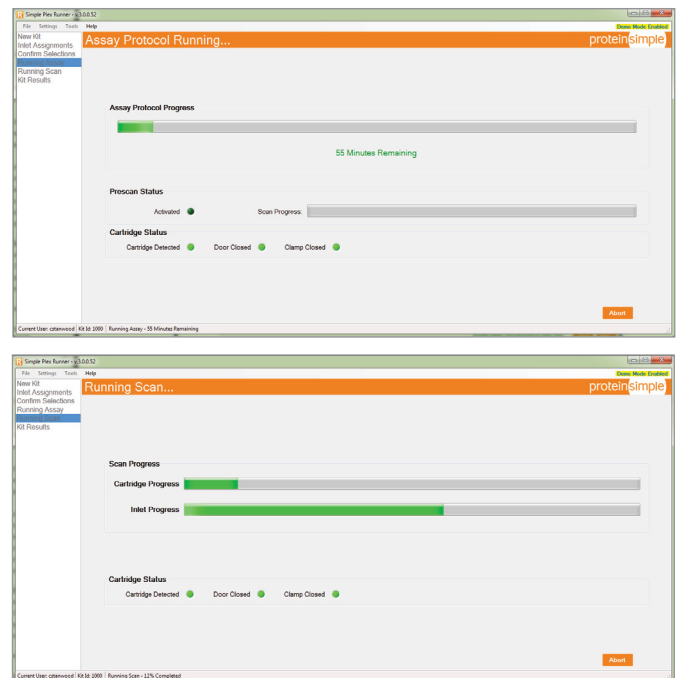 Simple Plex Runner - v.3.0.0.52
File Settings Tools Help
Demo Mode Enabled
New Kit
Inlet Assignments
Confirm Selections
Running Assay
Running Scan
Kit Results
Assay Protocol Running...
proteinsimple
Assay Protocol Progress
55 Minutes Remaining
Prescan Status
Activated
Scan Progress:
Cartridge Status
Cartridge Detected
Door Closed
Clamp Closed
Abort
Current User: cstanwood Kit Id: 1000 Running Assay - 55 Minutes Remaining
Simple Plex Runner - v.3.0.0.52
File Settings Tools Help
Demo Mode Enabled
New Kit
Inlet Assignments
Confirm Selections
Running Assay
Running Scan
Kit Results
Running Scan...
proteinsimple
Scan Progress
Cartridge Progress
Inlet Progress
Cartridge Status
Cartridge Detected
Door Closed
Clamp Closed
Abort
Current User: cstanwood Kit Id: 1000 Running Scan - 12% Completed